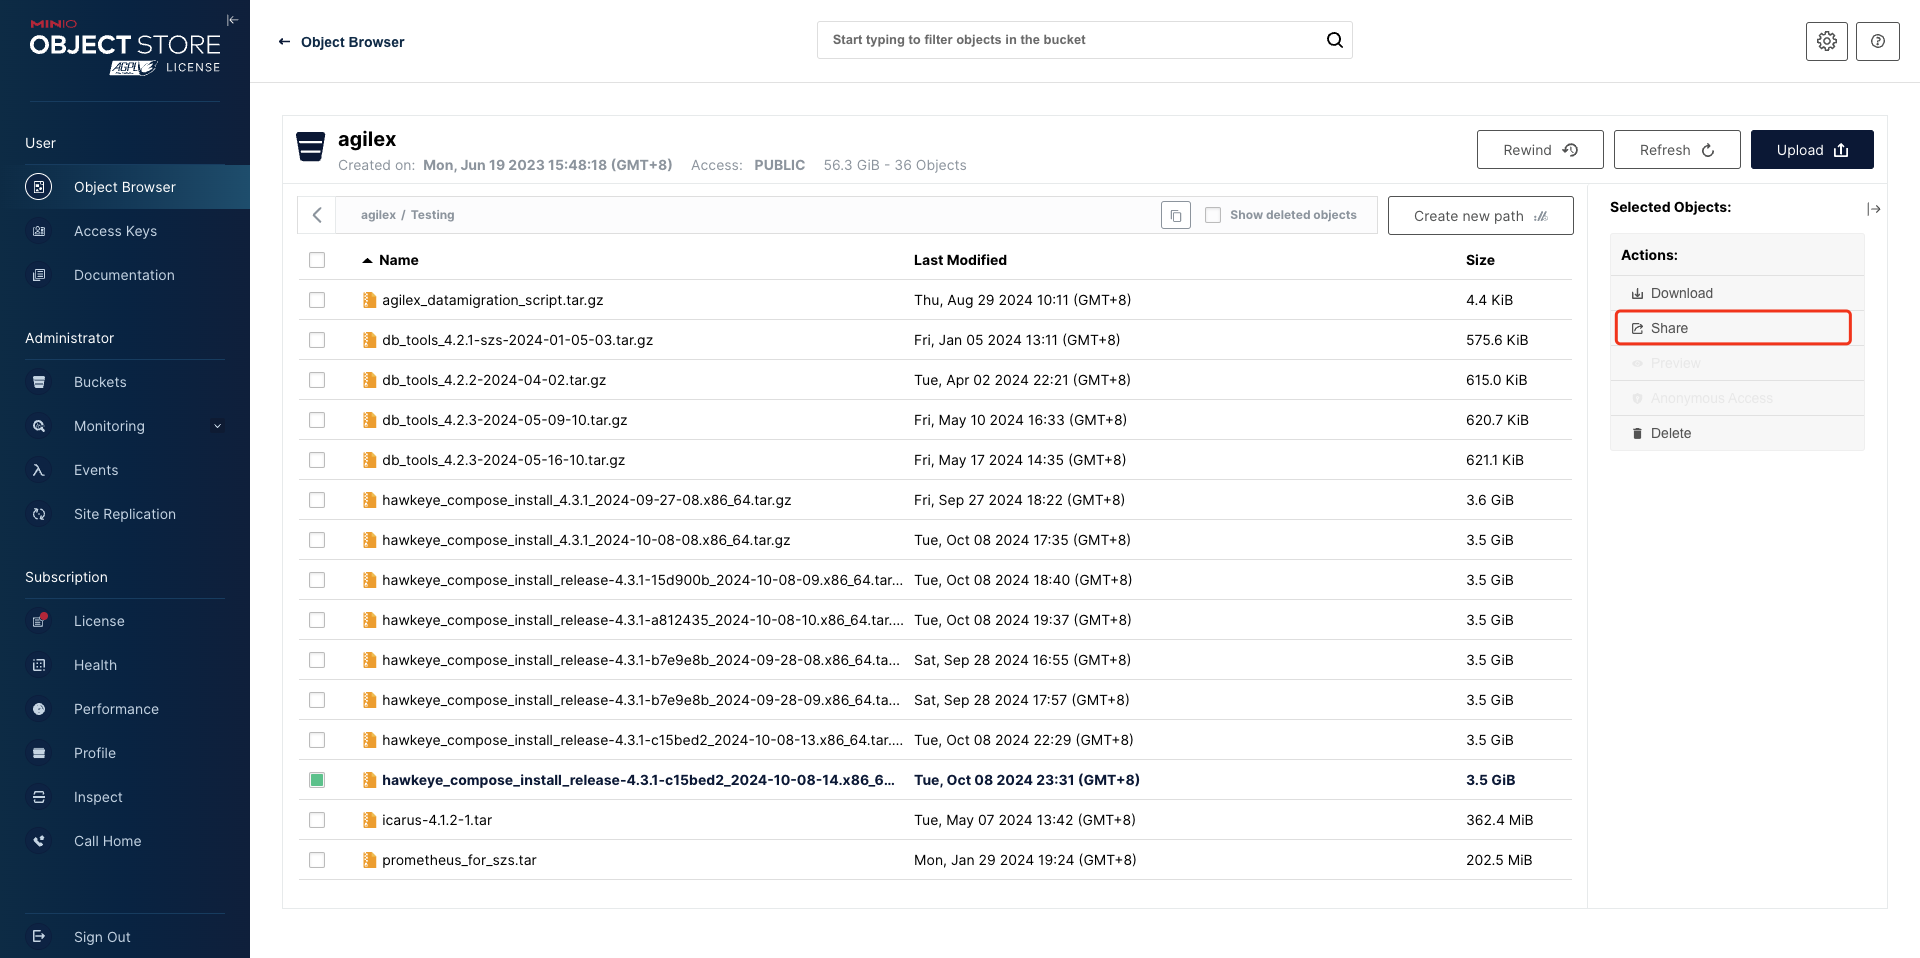 MINIO
OBJECT STORE
AGPL LICENSE
User
Object Browser
Access Keys
Documentation
Administrator
Buckets
Monitoring
Events
Site Replication
Subscription
License
Health
Performance
Profile
Inspect
Call Home
Sign Out
← Object Browser
Start typing to filter objects in the bucket
agilex
Created on: Mon, Jun 19 2023 15:48:18 (GMT+8) Access: PUBLIC 56.3 GiB - 36 Objects
Rewind Refresh Upload
agilex / Testing
Show deleted objects
Create new path
Name Last Modified Size
agilex_datamigration_script.tar.gz Thu, Aug 29 2024 10:11 (GMT+8) 4.4 KiB
db_tools_4.2.1-szs-2024-01-05-03.tar.gz Fri, Jan 05 2024 13:11 (GMT+8) 575.6 KiB
db_tools_4.2.2-2024-04-02.tar.gz Tue, Apr 02 2024 22:21 (GMT+8) 615.0 KiB
db_tools_4.2.3-2024-05-09-10.tar.gz Fri, May 10 2024 16:33 (GMT+8) 620.7 KiB
db_tools_4.2.3-2024-05-16-10.tar.gz Fri, May 17 2024 14:35 (GMT+8) 621.1 KiB
hawkeye_compose_install_4.3.1_2024-09-27-08.x86_64.tar.gz Fri, Sep 27 2024 18:22 (GMT+8) 3.6 GiB
hawkeye_compose_install_4.3.1_2024-10-08-08.x86_64.tar.gz Tue, Oct 08 2024 17:35 (GMT+8) 3.5 GiB
hawkeye_compose_install_release-4.3.1-15d900b_2024-10-08-09.x86_64.tar... Tue, Oct 08 2024 18:40 (GMT+8) 3.5 GiB
hawkeye_compose_install_release-4.3.1-a812435_2024-10-08-10.x86_64.tar.... Tue, Oct 08 2024 19:37 (GMT+8) 3.5 GiB
hawkeye_compose_install_release-4.3.1-b7e9e8b_2024-09-28-08.x86_64.ta... Sat, Sep 28 2024 16:55 (GMT+8) 3.5 GiB
hawkeye_compose_install_release-4.3.1-b7e9e8b_2024-09-28-09.x86_64.ta... Sat, Sep 28 2024 17:57 (GMT+8) 3.5 GiB
hawkeye_compose_install_release-4.3.1-c15bed2_2024-10-08-13.x86_64.tar.... Tue, Oct 08 2024 22:29 (GMT+8) 3.5 GiB
hawkeye_compose_install_release-4.3.1-c15bed2_2024-10-08-14.x86_6... Tue, Oct 08 2024 23:31 (GMT+8) 3.5 GiB
icarus-4.1.2-1.tar Tue, May 07 2024 13:42 (GMT+8) 362.4 MiB
prometheus_for_szs.tar Mon, Jan 29 2024 19:24 (GMT+8) 202.5 MiB
Selected Objects:
Actions:
Download
Share
Preview
Anonymous Access
Delete